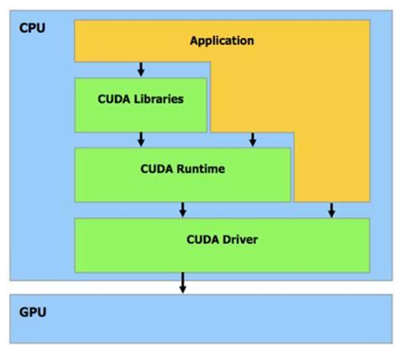 CPU
Application
CUDA Libraries
CUDA Runtime
CUDA Driver
GPU